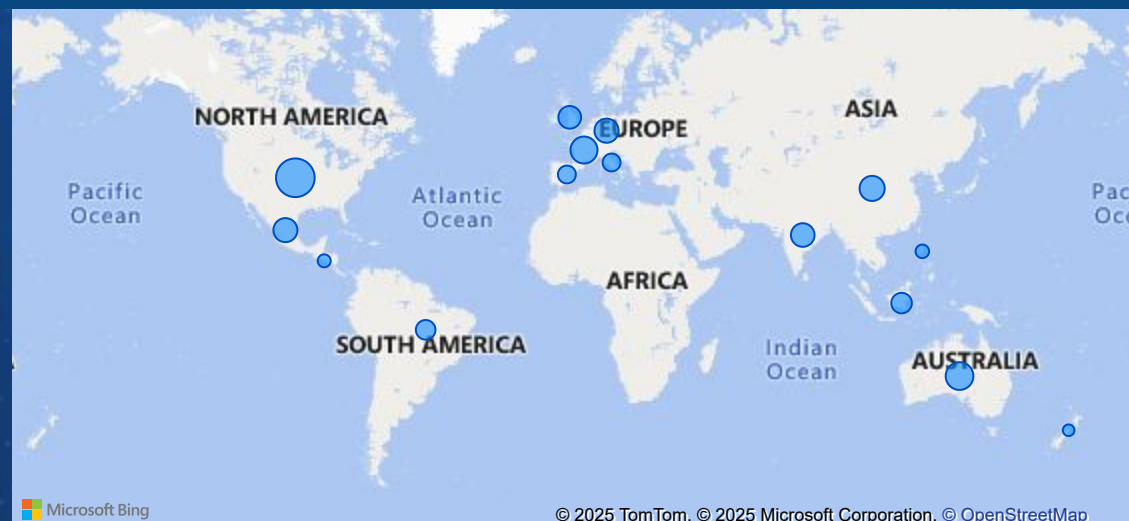 NORTH AMERICA
ASIA
EUROPE
Pacific
Ocean
Atlantic
Ocean
Pac
Oc
AFRICA
SOUTH AMERICA
Indian
Ocean
AUSTRALIA
Microsoft Bing
© 2025 TomTom, © 2025 Microsoft Corporation, © OpenStreetMap